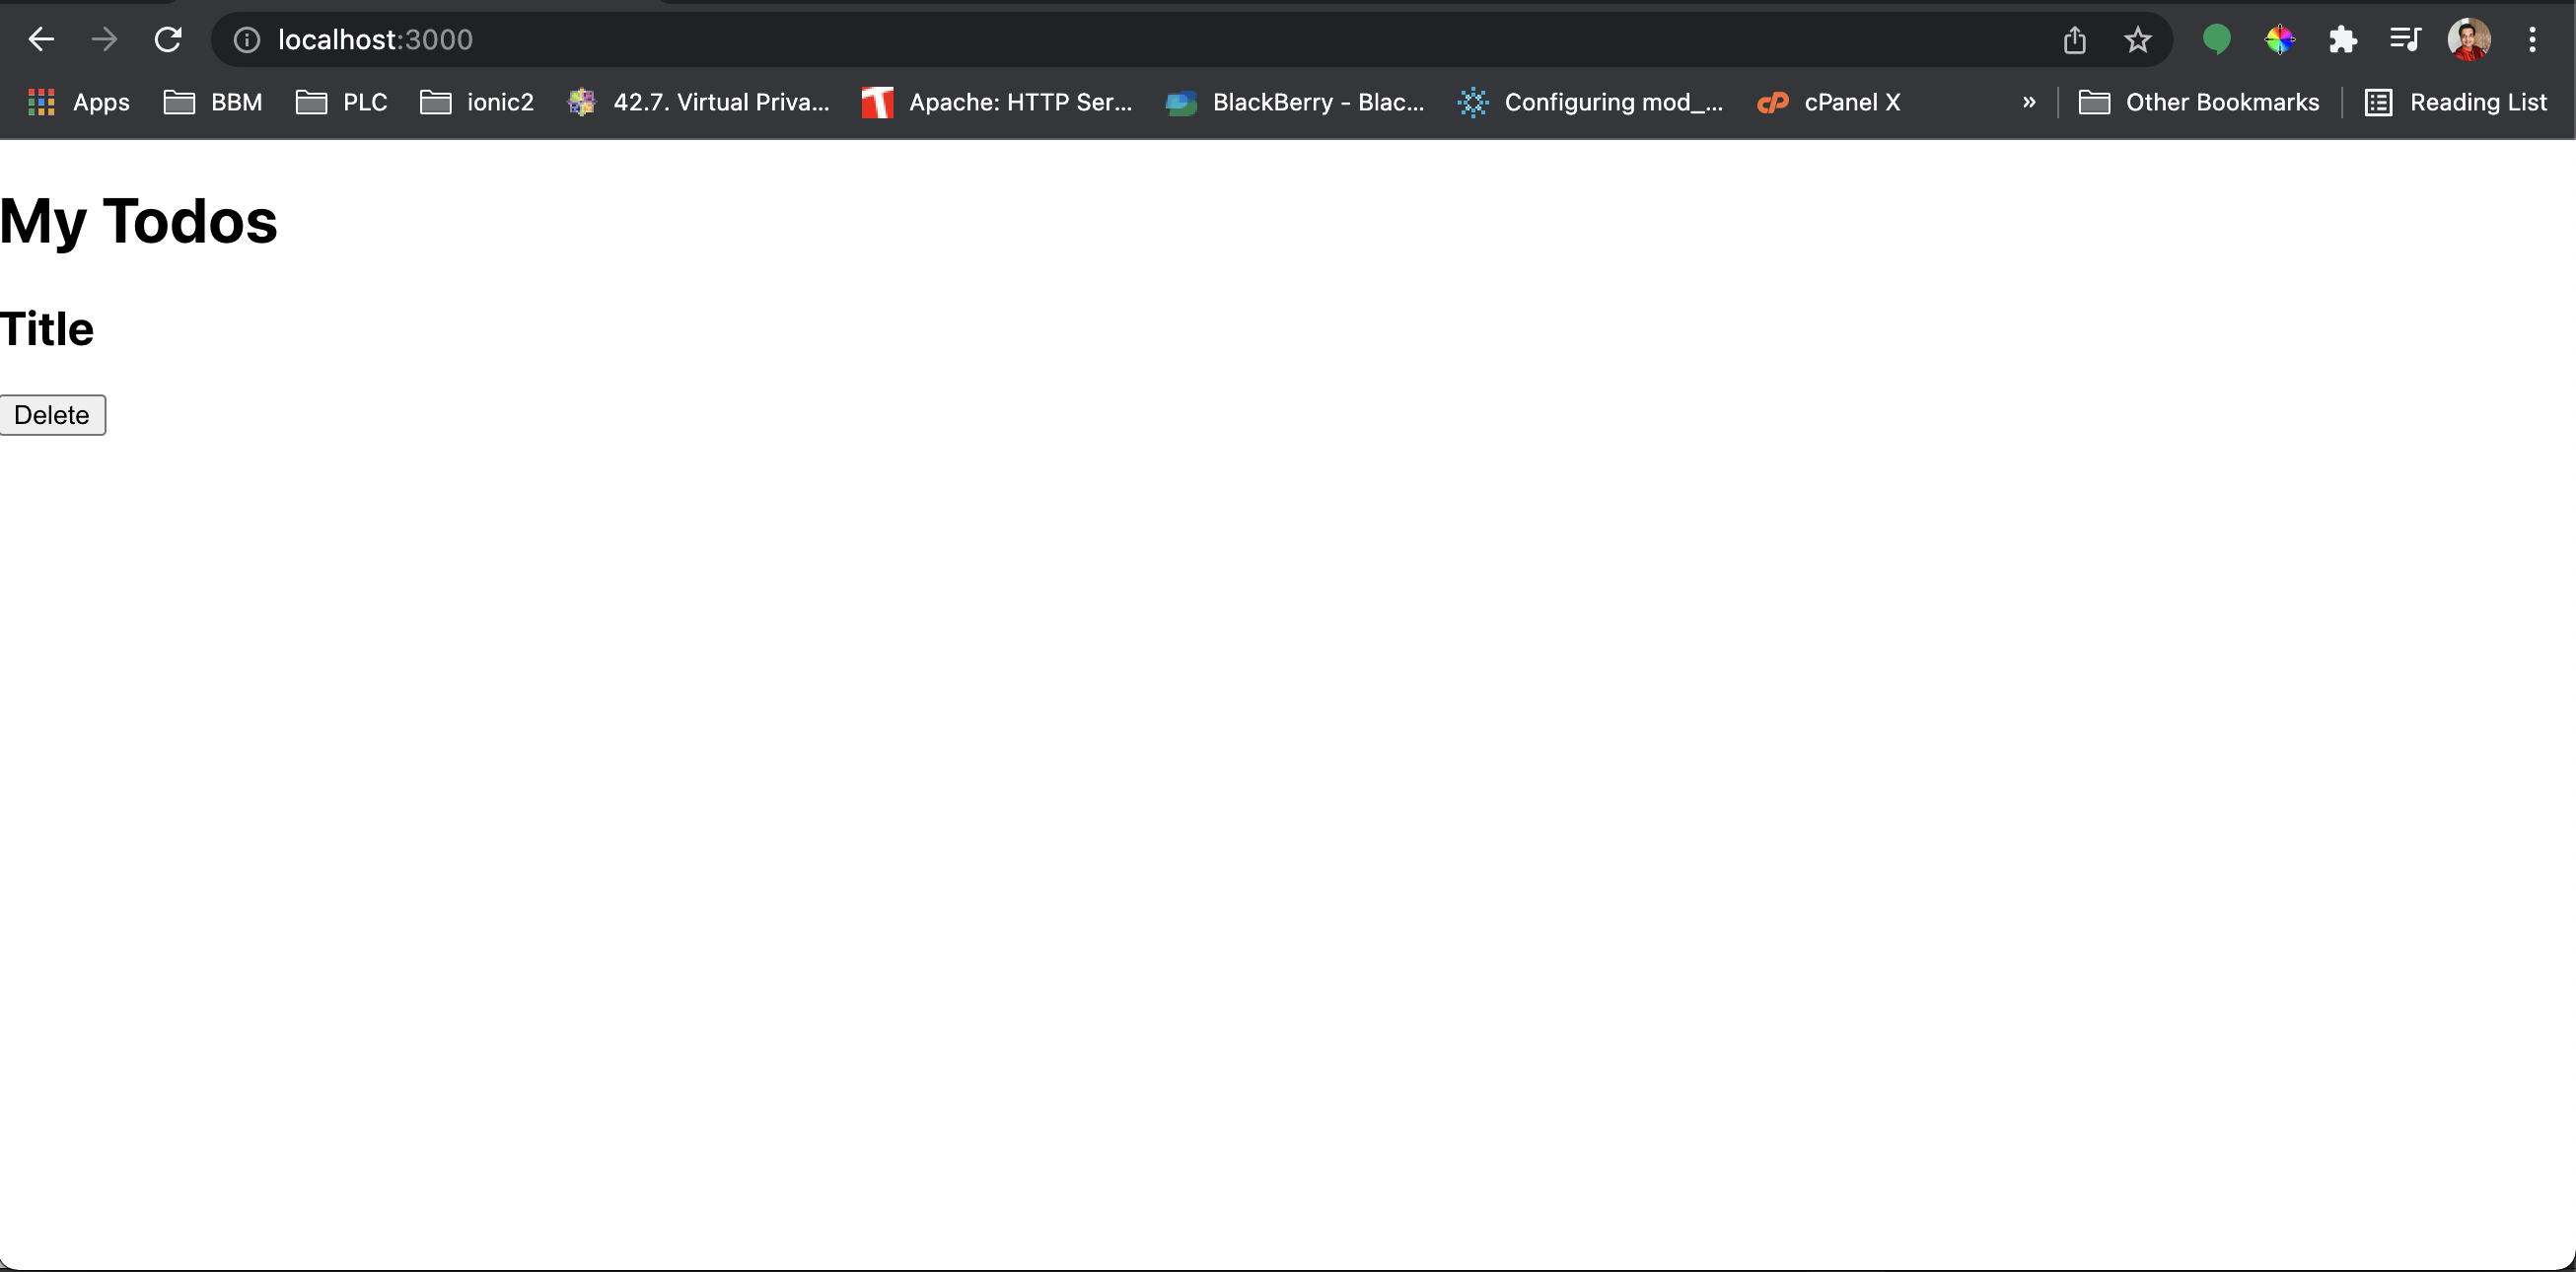 localhost:3000
Apps BBM PLC ionic2 42.7. Virtual Priva... Apache: HTTP Ser... BlackBerry - Blac... Configuring mod_... cPanel X » Other Bookmarks Reading List
My Todos
Title
Delete